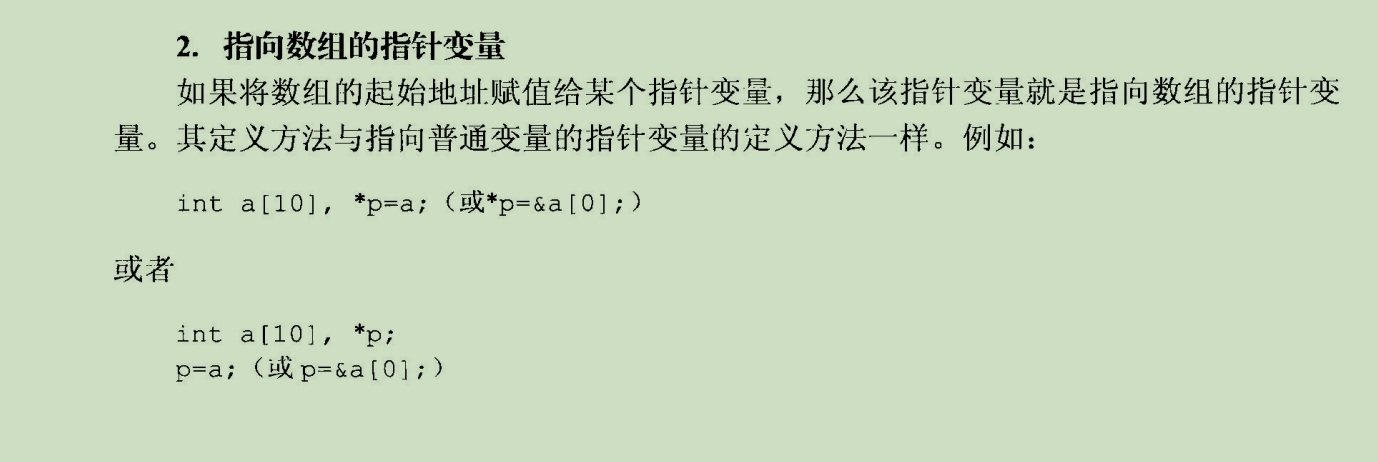 2. 指向数组的指针变量
如果将数组的起始地址赋值给某个指针变量，那么该指针变量就是指向数组的指针变
量。其定义方法与指向普通变量的指针变量的定义方法一样。例如：
int a[10], *p=a;（或*p=&a[0];）
或者
int a[10], *p;
p=a;（或 p=&a[0];）